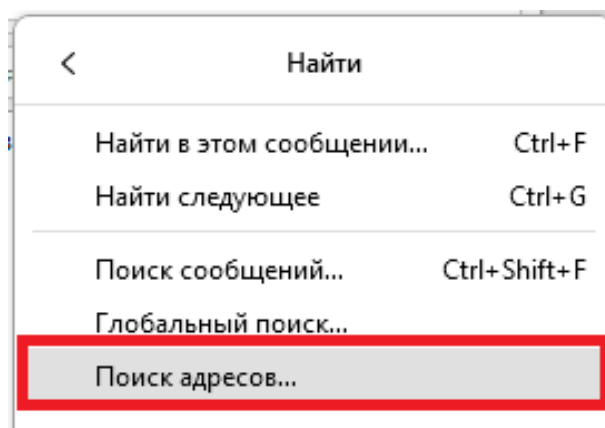 Найти
Найти в этом сообщении... Ctrl+F
Найти следующее Ctrl+G
Поиск сообщений... Ctrl+Shift+F
Глобальный поиск...
Поиск адресов...